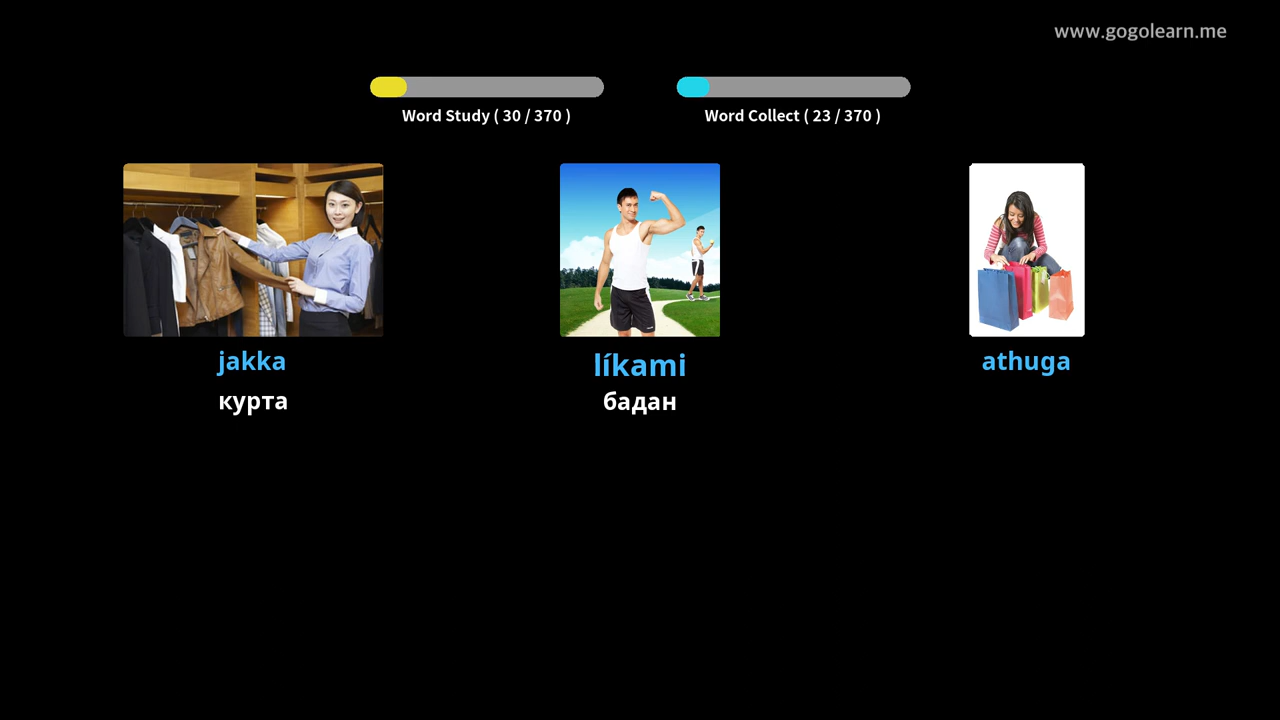 www.gogolearn.me
Word Study ( 30 / 370 )
Word Collect ( 23 / 370 )
jakka
líkami
athuga
курта
бадан